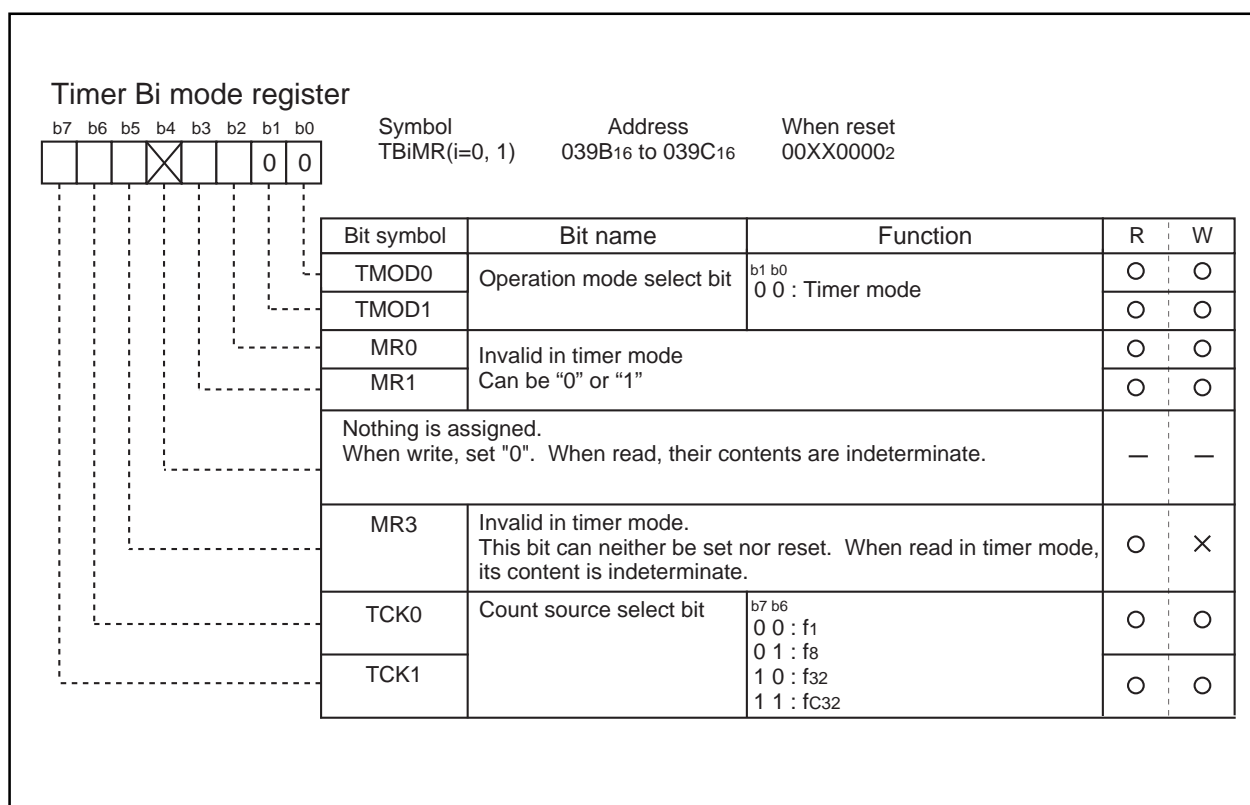 Timer Bi mode register
b7 b6 b5 b4 b3 b2 b1 b0
0 0
Symbol Address When reset
TBiMR(i=0, 1) 039B16 to 039C16 00XX00002
Bit symbol Bit name Function R W
TMOD0 Operation mode select bit b1 b0
0 0 : Timer mode
TMOD1
MR0 Invalid in timer mode
MR1 Can be “0” or “1”
Nothing is assigned.
When write, set "0". When read, their contents are indeterminate.
MR3 Invalid in timer mode.
This bit can neither be set nor reset. When read in timer mode,
its content is indeterminate.
TCK0 Count source select bit b7 b6
0 0 : f1
0 1 : f8
TCK1 1 0 : f32
1 1 : fC32